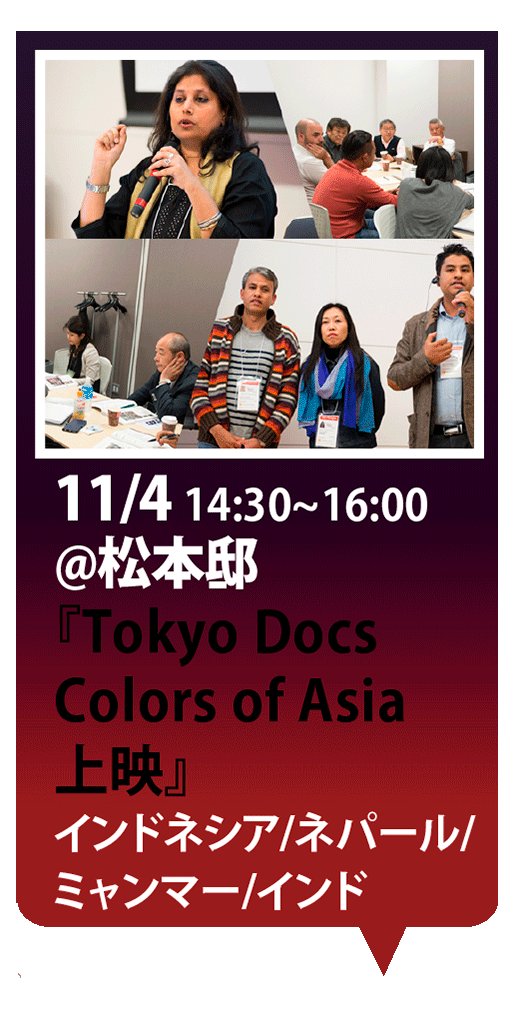 11/4 14:30~16:00
@松本邸
『Tokyo Docs
Colors of Asia
上映』
インドネシア/ネパール/
ミャンマー/インド